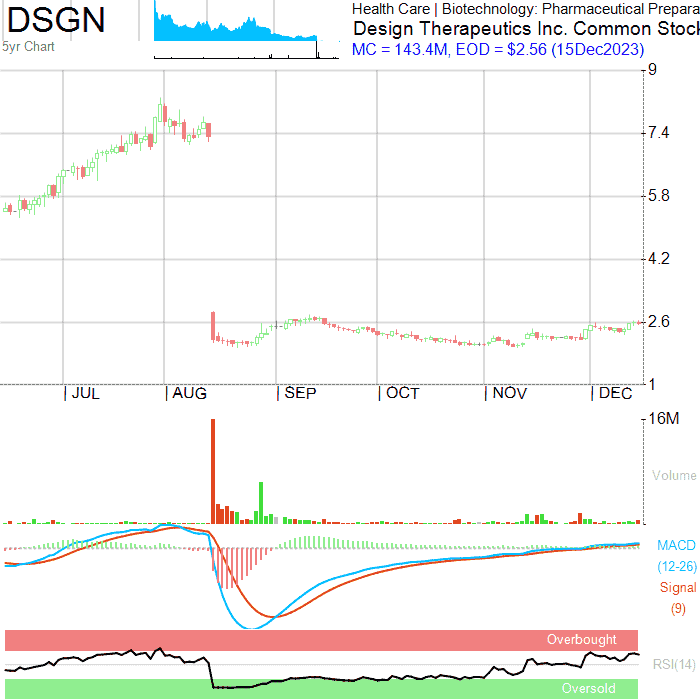 DSGN
5yr Chart
Health Care | Biotechnology: Pharmaceutical Prepara
Design Therapeutics Inc. Common Stock
MC = 143.4M, EOD = $2.56 (15Dec2023)
9
7.4
5.8
4.2
2.6
1
JUL AUG SEP OCT NOV DEC
16M
Volume
MACD
(12-26)
Signal
(9)
Overbought
RSI(14)
Oversold